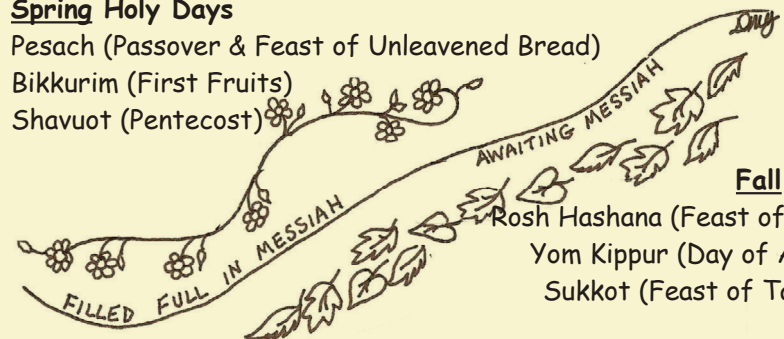 Spring Holy Days
Pesach (Passover & Feast of Unleavened Bread)
Bikkurim (First Fruits)
Shavuot (Pentecost)
FILLED FULL IN MESSIAH
AWAITING MESSIAH
Fall
Rosh Hashana (Feast of
Yom Kippur (Day of
Sukkot (Feast of